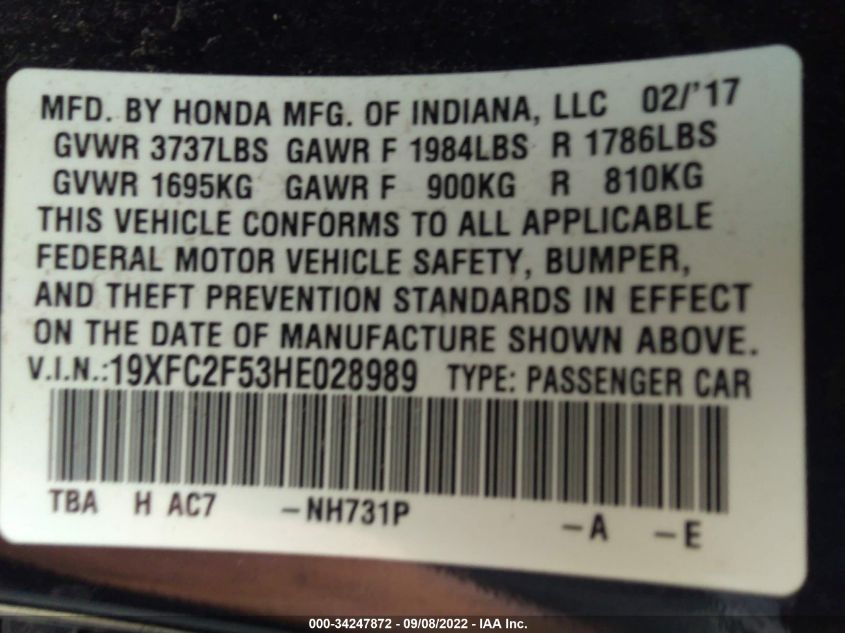 MFD. BY HONDA MFG. OF INDIANA, LLC 02/'17
GVWR 3737LBS GAWR F 1984LBS R 1786LBS
GVWR 1695KG GAWR F 900KG R 810KG
THIS VEHICLE CONFORMS TO ALL APPLICABLE
FEDERAL MOTOR VEHICLE SAFETY, BUMPER,
AND THEFT PREVENTION STANDARDS IN EFFECT
ON THE DATE OF MANUFACTURE SHOWN ABOVE.
V.I.N.:19XFC2F53HE028989 TYPE: PASSENGER CAR
TBA H AC7 -NH731P -A -E
000-34247872 - 09/08/2022 - IAA Inc.